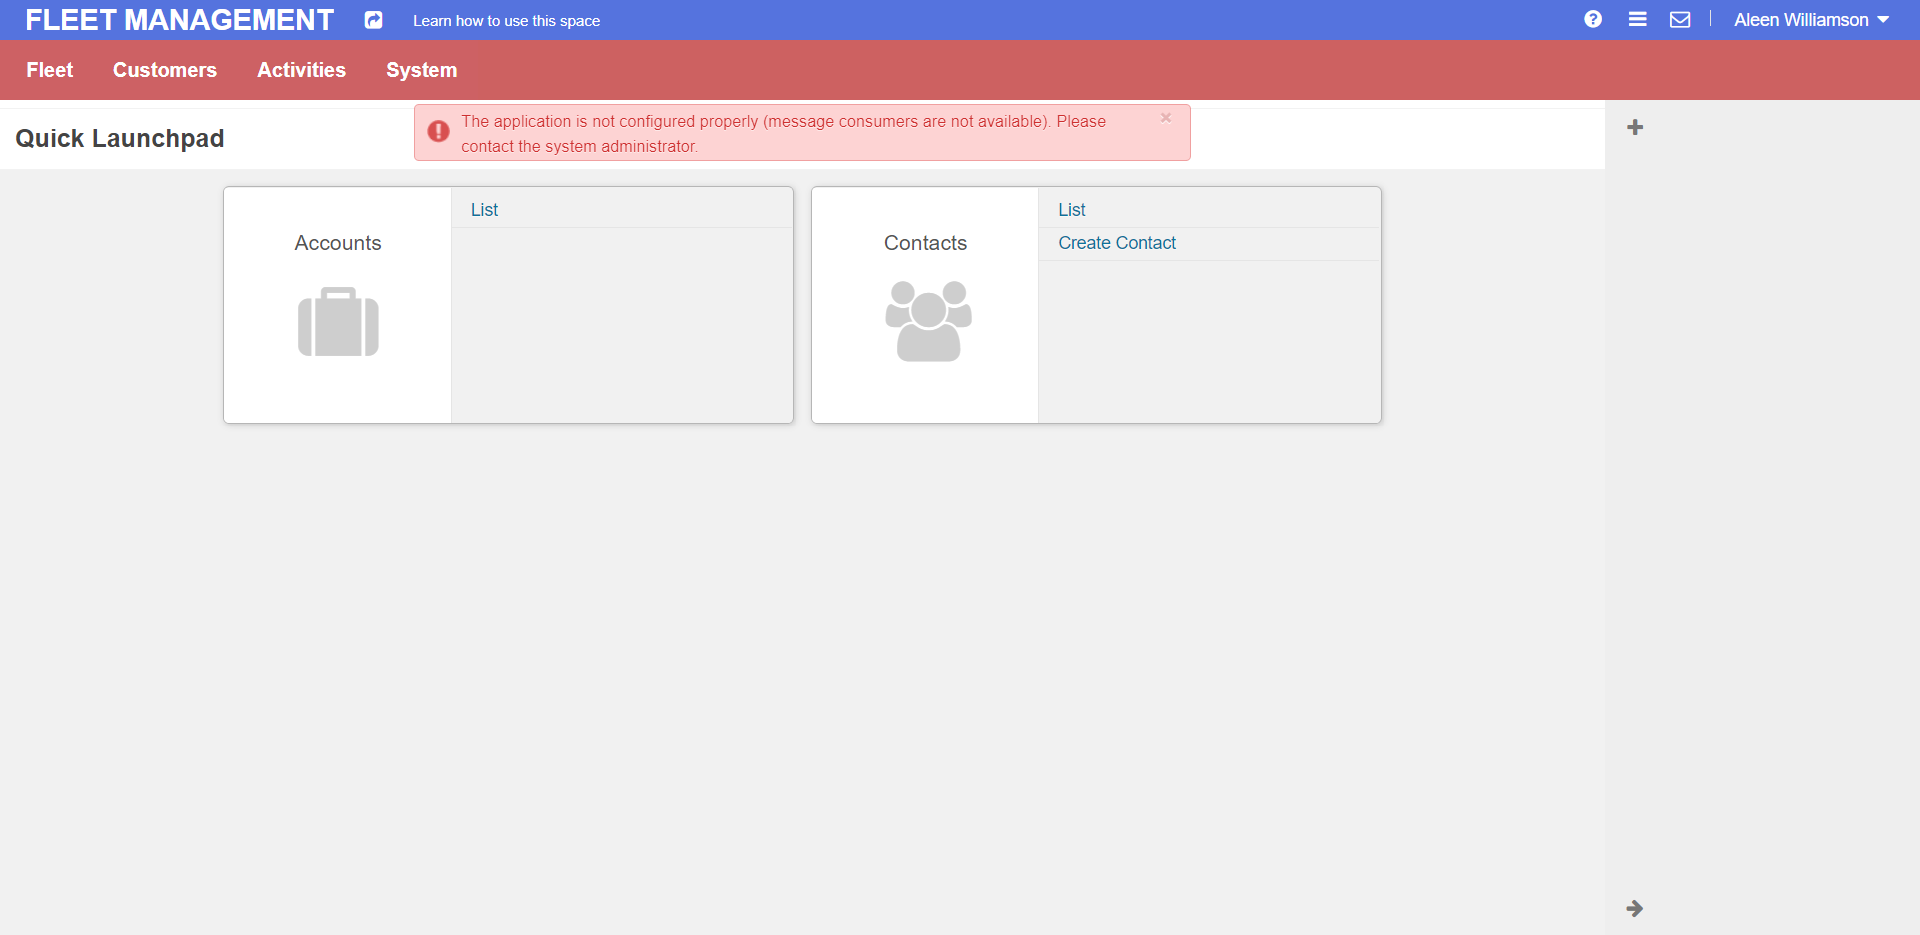 FLEET MANAGEMENT
Learn how to use this space
Aleen Williamson
Fleet
Customers
Activities
System
Quick Launchpad
The application is not configured properly (message consumers are not available). Please
contact the system administrator.
×
Accounts
List
Contacts
List
Create Contact